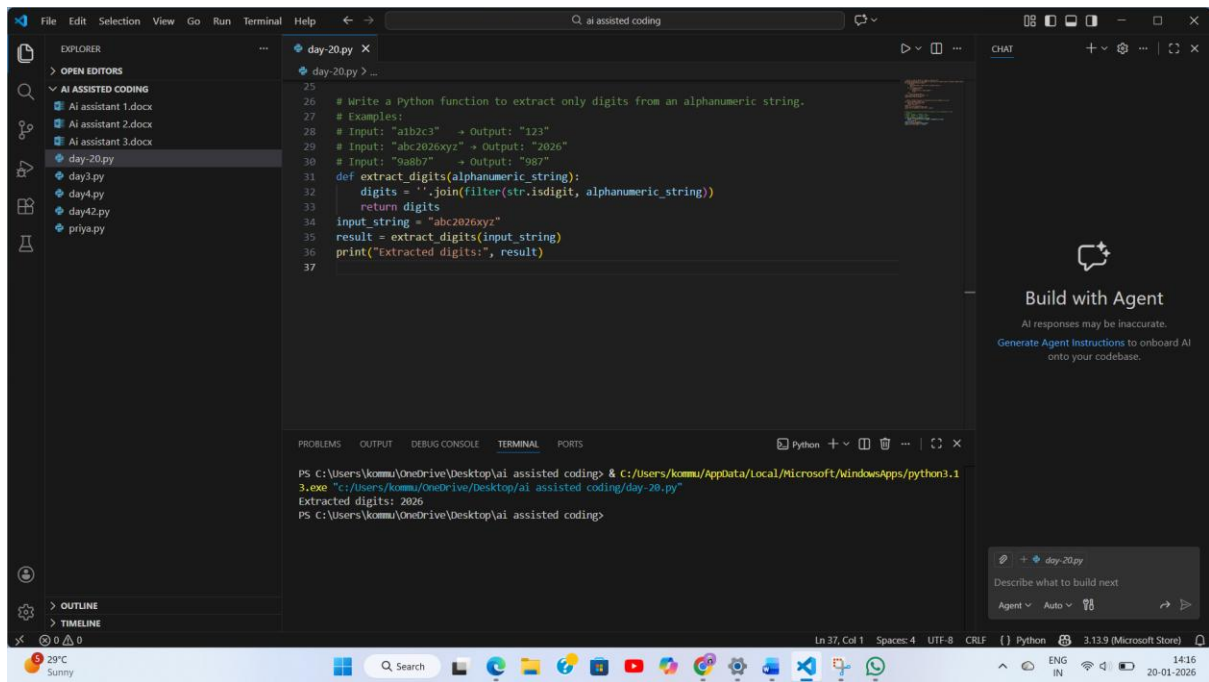 File Edit Selection View Go Run Terminal Help
ai assisted coding
EXPLORER
OPEN EDITORS
AI ASSISTED CODING
Ai assistant 1.docx
Ai assistant 2.docx
Ai assistant 3.docx
day-20.py
day3.py
day4.py
day42.py
priya.py
OUTLINE
TIMELINE
day-20.py
day-20.py > ...
25
26 # Write a Python function to extract only digits from an alphanumeric string.
27 # Examples:
28 # Input: "a1b2c3" → Output: "123"
29 # Input: "abc2026xyz" → Output: "2026"
30 # Input: "9a8b7" → Output: "987"
31 def extract_digits(alphanumeric_string):
32 digits = ''.join(filter(str.isdigit, alphanumeric_string))
33 return digits
34 input_string = "abc2026xyz"
35 result = extract_digits(input_string)
36 print("Extracted digits:", result)
37
PROBLEMS OUTPUT DEBUG CONSOLE TERMINAL PORTS
Python
PS C:\Users\kommu\OneDrive\Desktop\ai assisted coding> & C:/Users/kommu/AppData/Local/Microsoft/WindowsApps/python3.1
3.exe "c:/Users/kommu/OneDrive/Desktop/ai assisted coding/day-20.py"
Extracted digits: 2026
PS C:\Users\kommu\OneDrive\Desktop\ai assisted coding>
CHAT
Build with Agent
AI responses may be inaccurate.
Generate Agent Instructions to onboard AI
onto your codebase.
day-20.py
Describe what to build next
Agent Auto
0 0 Ln 37, Col 1 Spaces: 4 UTF-8 CRLF {} Python 3.13.9 (Microsoft Store)
5
29°C
Sunny
Search
ENG
IN
14:16
20-01-2026